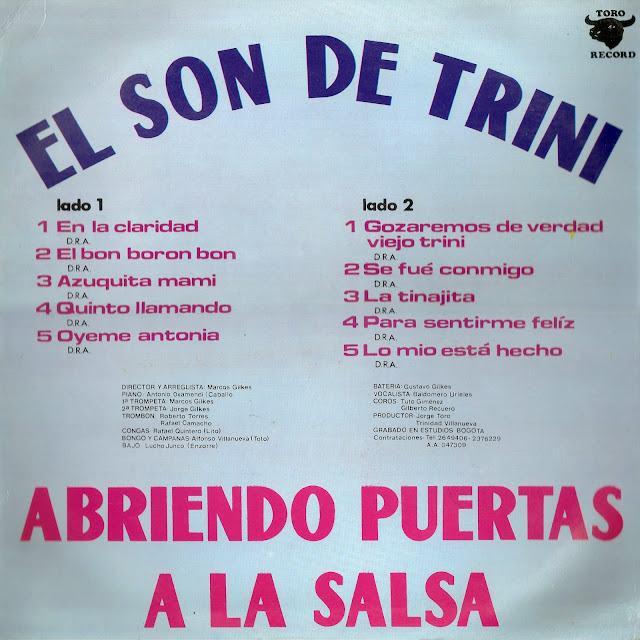 TORO
RECORD
EL SON DE TRINI
lado 1
1 En la claridad
D.R.A.
2 El bon boron bon
D.R.A.
3 Azuquita mami
D.R.A.
4 Quinto llamando
D.R.A.
5 Oyeme antonia
D.R.A.
lado 2
1 Gozaremos de verdad
viejo trini
D.R.A.
2 Se fué conmigo
D.R.A.
3 La tinajita
D.R.A.
4 Para sentirme felíz
D.R.A.
5 Lo mio está hecho
D.R.A.
DIRECTOR Y ARREGLISTA: Marcos Gilkes
PIANO: Antonio Oxamendi (Caballo
1ª TROMPETA: Marcos Gilkes
2ª TROMPETA: Jorge Gilkes
TROMBON: Roberto Torres
Rafael Camacho
CONGAS: Rafael Quintero (Lito)
BONGO Y CAMPANAS: Alfonso Villanueva (Toto)
BAJO: Lucho Junco (Enzorre)
BATERIA: Gustavo Gilkes
VOCALISTA: Baldomero Urieles
COROS: Tuto Giménez
Gilberto Recuero
PRODUCTOR: Jorge Toro
Trinidad Villanueva
GRABADO EN ESTUDIOS BOGOTA
Contrataciones: Tel: 2649406 - 2376229
A.A. 047309
ABRIENDO PUERTAS
A LA SALSA